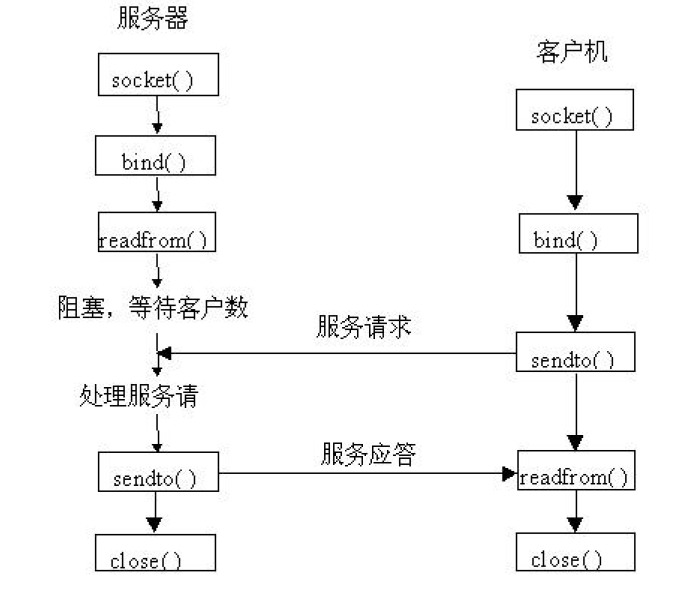 服务器
socket( )
bind( )
readfrom( )
阻塞，等待客户数
处理服务请
sendto( )
close( )
服务请求
服务应答
客户机
socket( )
bind( )
sendto( )
readfrom( )
close( )